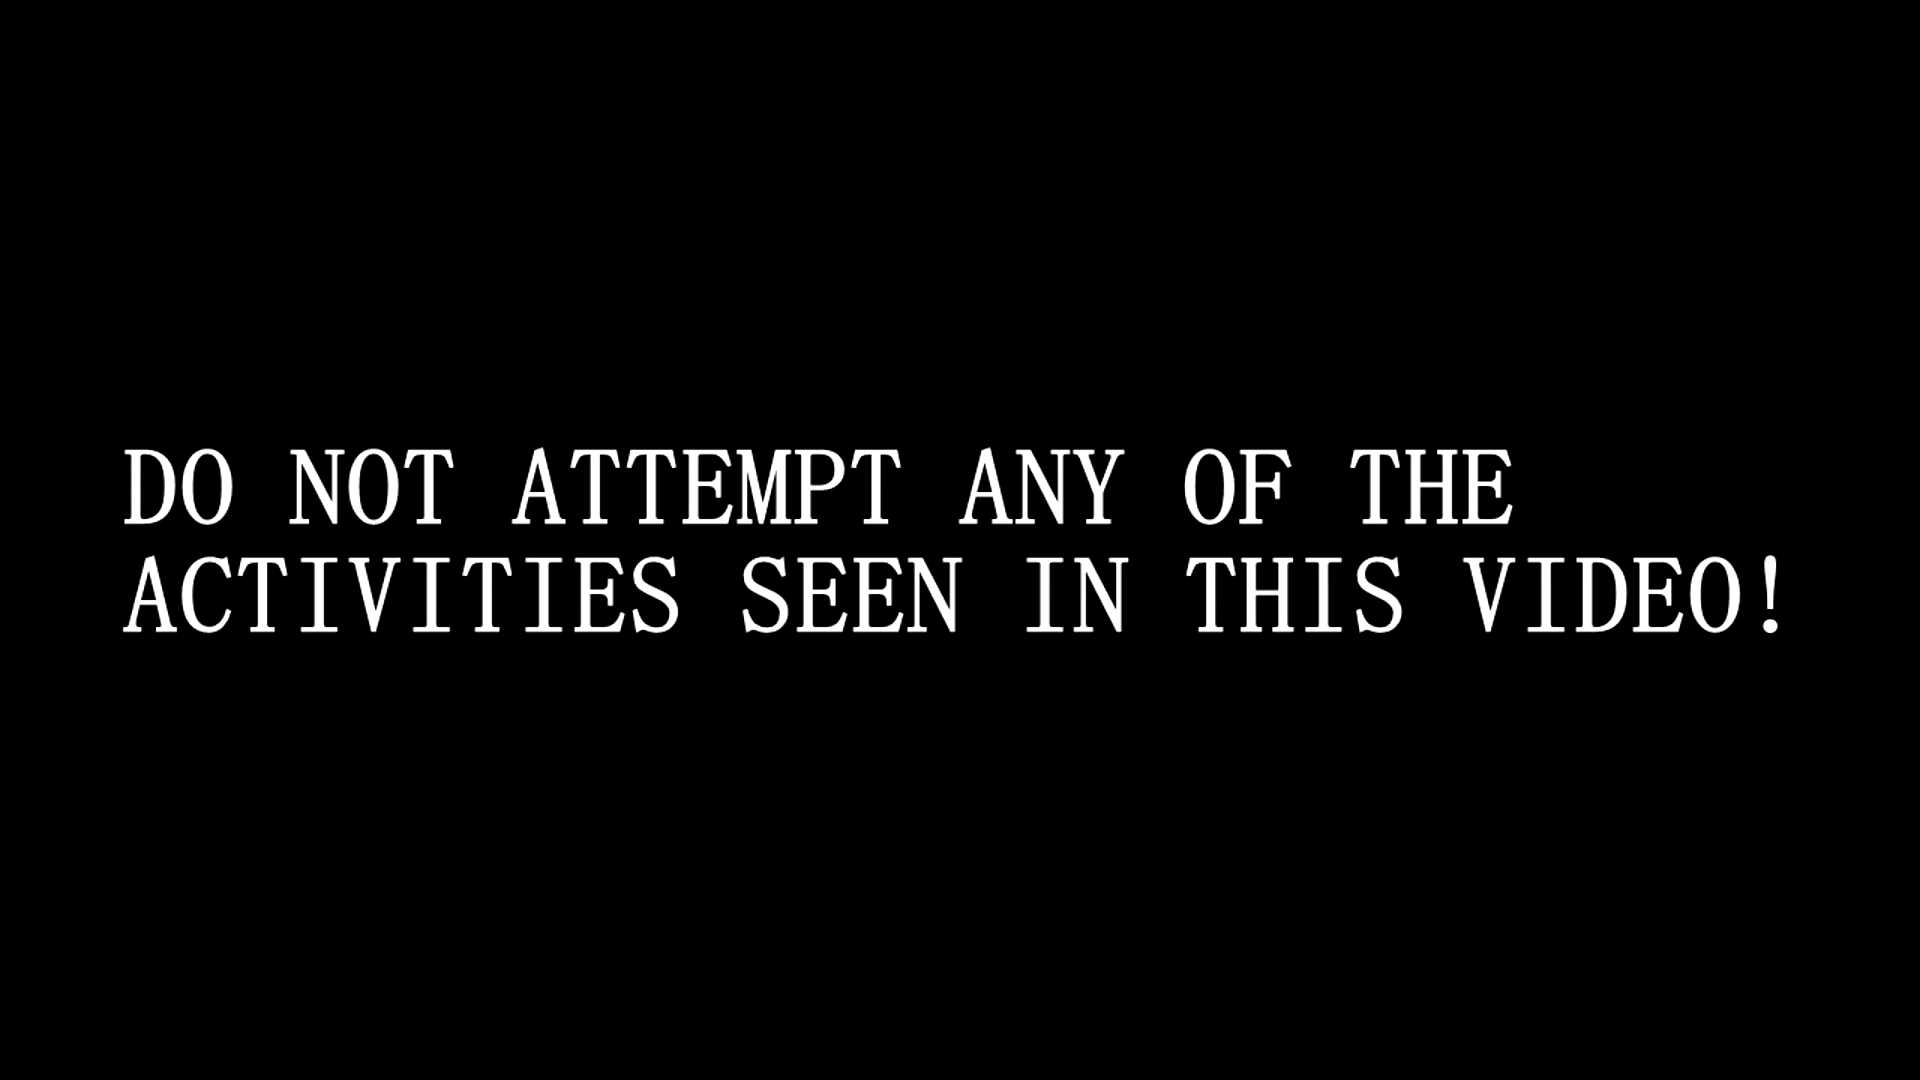 DO NOT ATTEMPT ANY OF THE
ACTIVITIES SEEN IN THIS VIDEO!